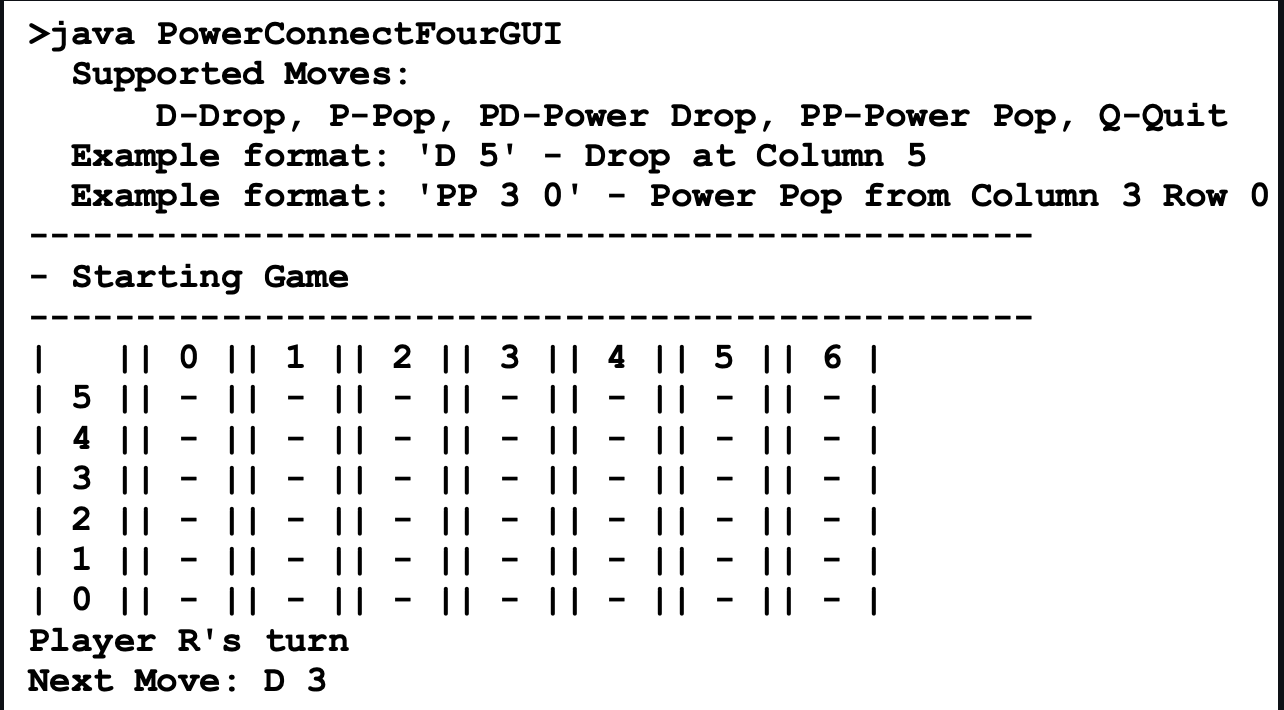 >java PowerConnectFourGUI
Supported Moves:
D-Drop, P-Pop, PD-Power Drop, PP-Power Pop, Q-Quit
Example format: 'D 5' - Drop at Column 5
Example format: 'PP 3 0' - Power Pop from Column 3 Row 0
-----------------------------------------------
- Starting Game
-----------------------------------------------
|   || 0 || 1 || 2 || 3 || 4 || 5 || 6 |
| 5 || - || - || - || - || - || - || - |
| 4 || - || - || - || - || - || - || - |
| 3 || - || - || - || - || - || - || - |
| 2 || - || - || - || - || - || - || - |
| 1 || - || - || - || - || - || - || - |
| 0 || - || - || - || - || - || - || - |
Player R's turn
Next Move: D 3